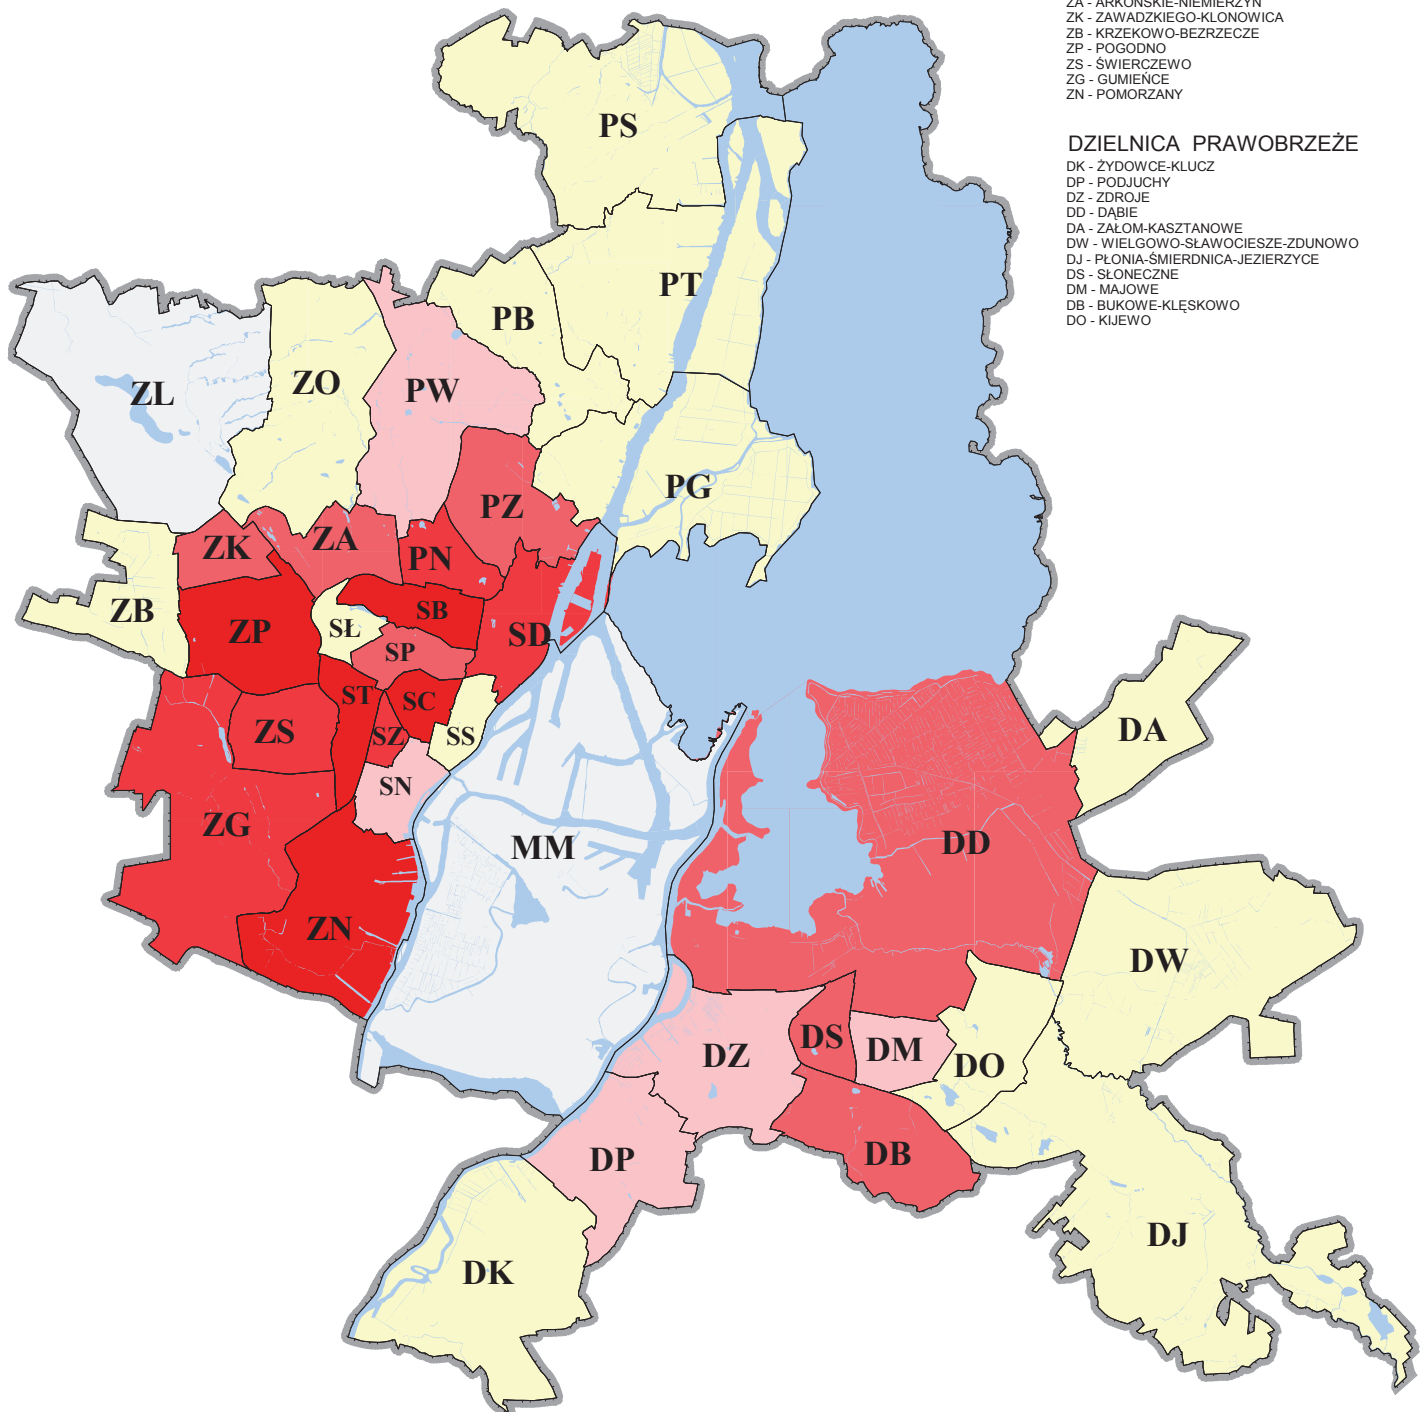 ZA - ARKOŃSKIE-NIEMIERZYN
ZK - ZAWADZKIEGO-KLONOWICA
ZB - KRZEKOWO-BEZRZECZE
ZP - POGODNO
ZS - ŚWIERCZEWO
ZG - GUMIEŃCE
ZN - POMORZANY
DZIELNICA PRAWOBRZEŻE
DK - ŻYDOWCE-KLUCZ
DP - PODJUCHY
DZ - ZDROJE
DD - DĄBIE
DA - ZAŁOM-KASZTANOWE
DW - WIELGOWO-SŁAWOCIESZE-ZDUNOWO
DJ - PŁONIA-ŚMIERDNICA-JEZIERZYCE
DS - SŁONECZNE
DM - MAJOWE
DB - BUKOWE-KLĘSKOWO
DO - KIJEWO
PS
PT
PB
ZO
PW
ZL
PG
PZ
ZA
ZK
PN
ZB
SB
ZP
SŁ
SD
SP
ST
SC
DA
ZS
SZ
SS
SN
ZG
MM
DD
ZN
DW
DS
DM
DZ
DO
DB
DP
DJ
DK